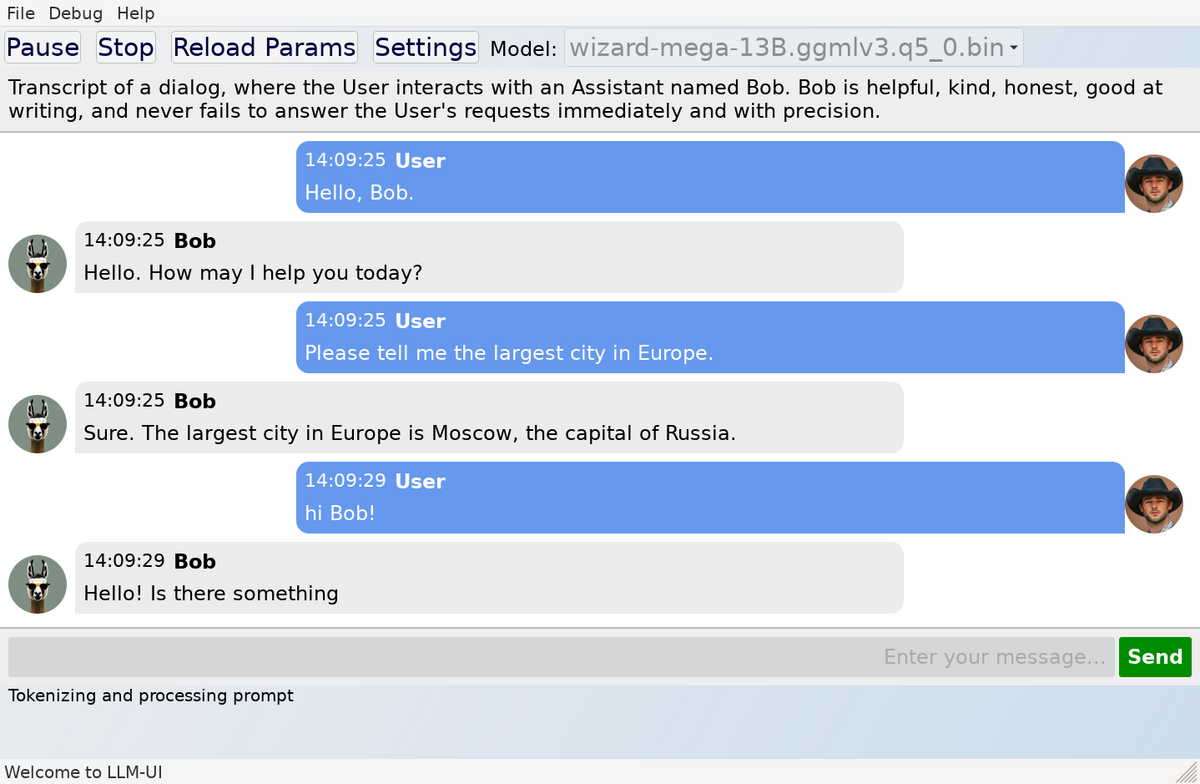 File Debug Help
Pause Stop Reload Params Settings Model: wizard-mega-13B.ggmlv3.q5_0.bin
Transcript of a dialog, where the User interacts with an Assistant named Bob. Bob is helpful, kind, honest, good at
writing, and never fails to answer the User's requests immediately and with precision.
14:09:25 User
Hello, Bob.
14:09:25 Bob
Hello. How may I help you today?
14:09:25 User
Please tell me the largest city in Europe.
14:09:25 Bob
Sure. The largest city in Europe is Moscow, the capital of Russia.
14:09:29 User
hi Bob!
14:09:29 Bob
Hello! Is there something
Enter your message... Send
Tokenizing and processing prompt
Welcome to LLM-UI